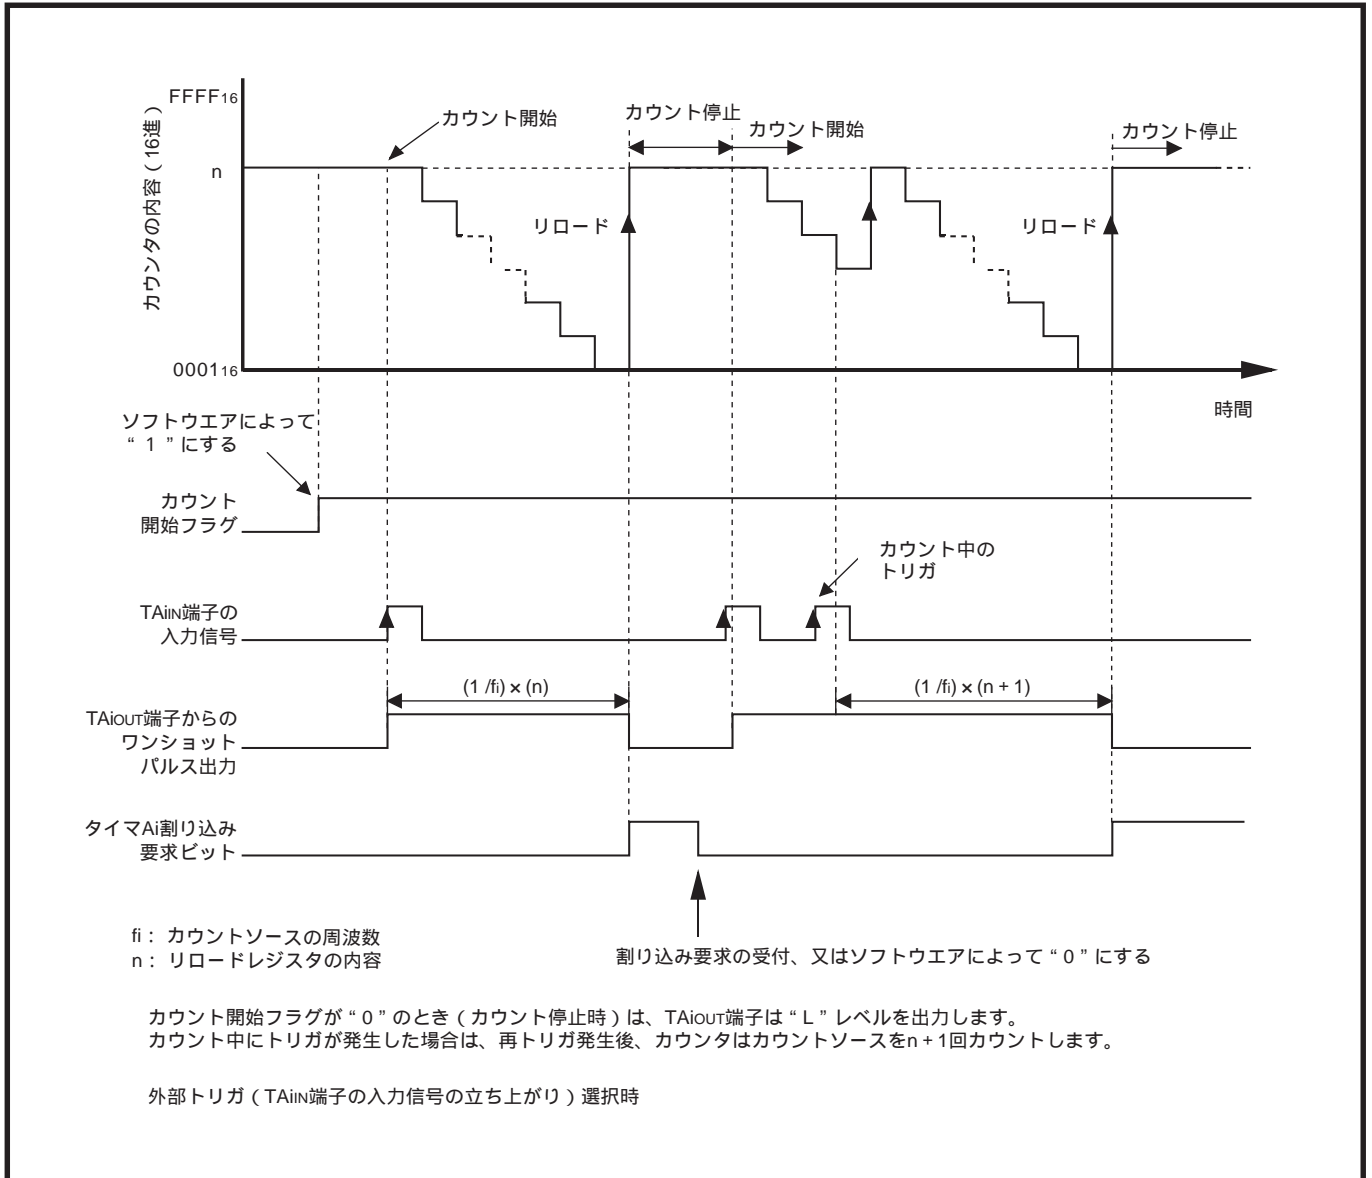 FFFF16
カウンタの内容（16進）
n
000116
カウント開始
カウント停止
カウント開始
カウント停止
リロード
リロード
時間
ソフトウエアによって
“ 1 ”にする
カウント
開始フラグ
カウント中の
トリガ
TAiIN端子の
入力信号
(1 /fi) × (n)
(1 /fi) × (n + 1)
TAiOUT端子からの
ワンショット
パルス出力
タイマAi割り込み
要求ビット
fi： カウントソースの周波数
n： リロードレジスタの内容
割り込み要求の受付、又はソフトウエアによって“ 0 ”にする
カウント開始フラグが“ 0 ”のとき（カウント停止時）は、TAiOUT端子は“ L ”レベルを出力します。
カウント中にトリガが発生した場合は、再トリガ発生後、カウンタはカウントソースをn + 1回カウントします。
外部トリガ（TAiIN端子の入力信号の立ち上がり）選択時